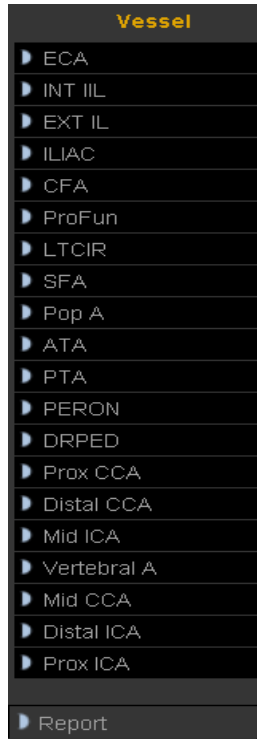 Vessel
ECA
INT IIL
EXT IL
ILIAC
CFA
ProFun
LTCIR
SFA
Pop A
ATA
PTA
PERON
DRPED
Prox CCA
Distal CCA
Mid ICA
Vertebral A
Mid CCA
Distal ICA
Prox ICA
Report